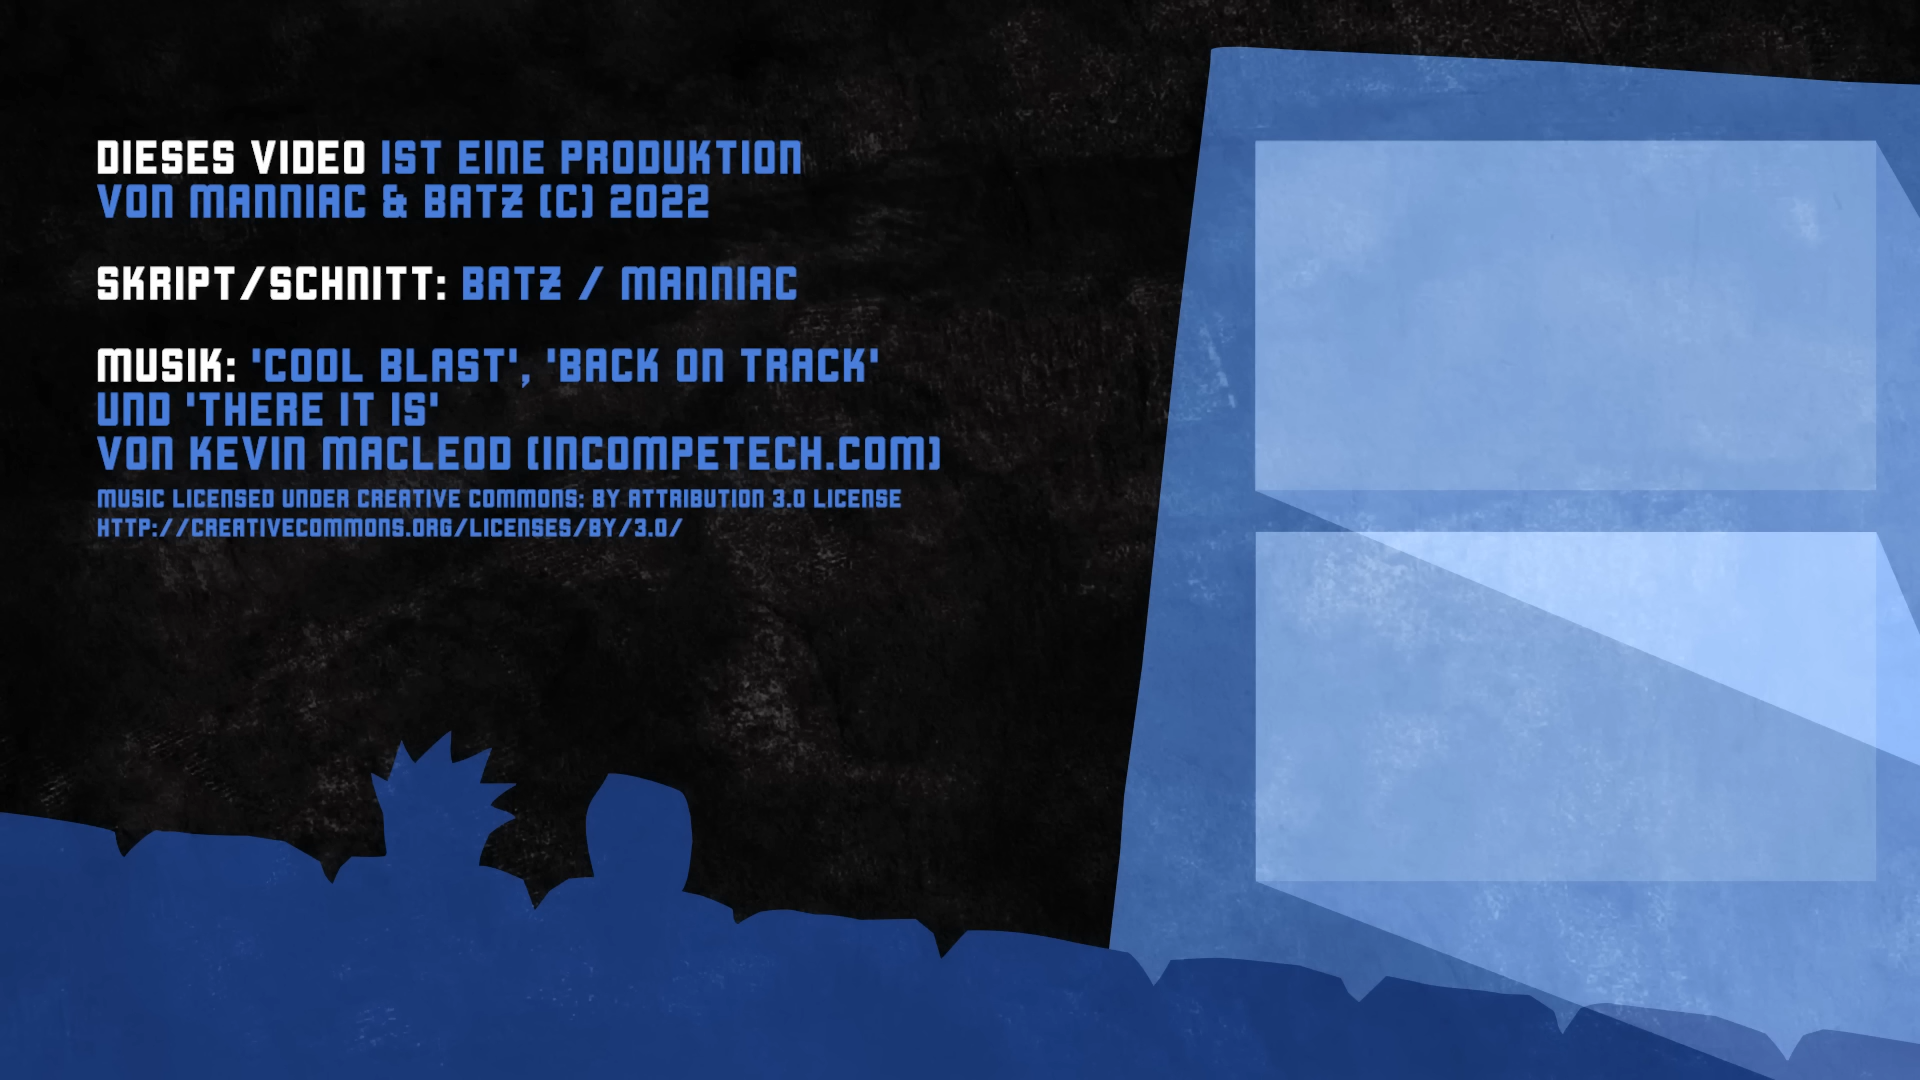 DIESES VIDEO IST EINE PRODUKTION
VON MANNIAC & BATZ (C) 2022
SKRIPT/SCHNITT: BATZ / MANNIAC
MUSIK: 'COOL BLAST', 'BACK ON TRACK'
UND 'THERE IT IS'
VON KEVIN MACLEOD (INCOMPETECH.COM)
MUSIC LICENSED UNDER CREATIVE COMMONS: BY ATTRIBUTION 3.0 LICENSE
HTTP://CREATIVECOMMONS.ORG/LICENSES/BY/3.0/